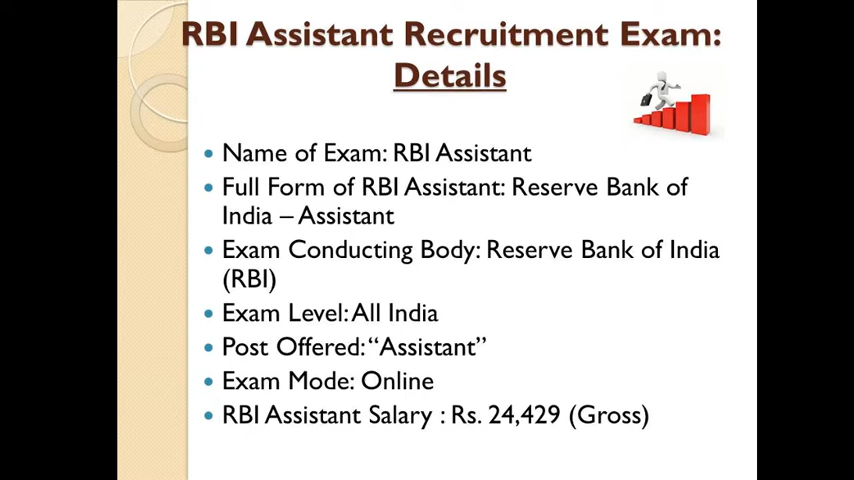 RBI Assistant Recruitment Exam:
Details
• Name of Exam: RBI Assistant
• Full Form of RBI Assistant: Reserve Bank of
India – Assistant
• Exam Conducting Body: Reserve Bank of India
(RBI)
• Exam Level: All India
• Post Offered: “Assistant”
• Exam Mode: Online
• RBI Assistant Salary : Rs. 24,429 (Gross)